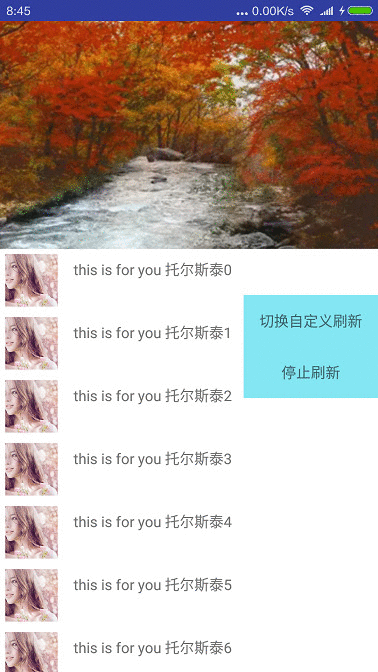 8:45 ... 0.00K/s
this is for you 托尔斯泰0
切换自定义刷新
this is for you 托尔斯泰1
停止刷新
this is for you 托尔斯泰2
this is for you 托尔斯泰3
this is for you 托尔斯泰4
this is for you 托尔斯泰5
this is for you 托尔斯泰6